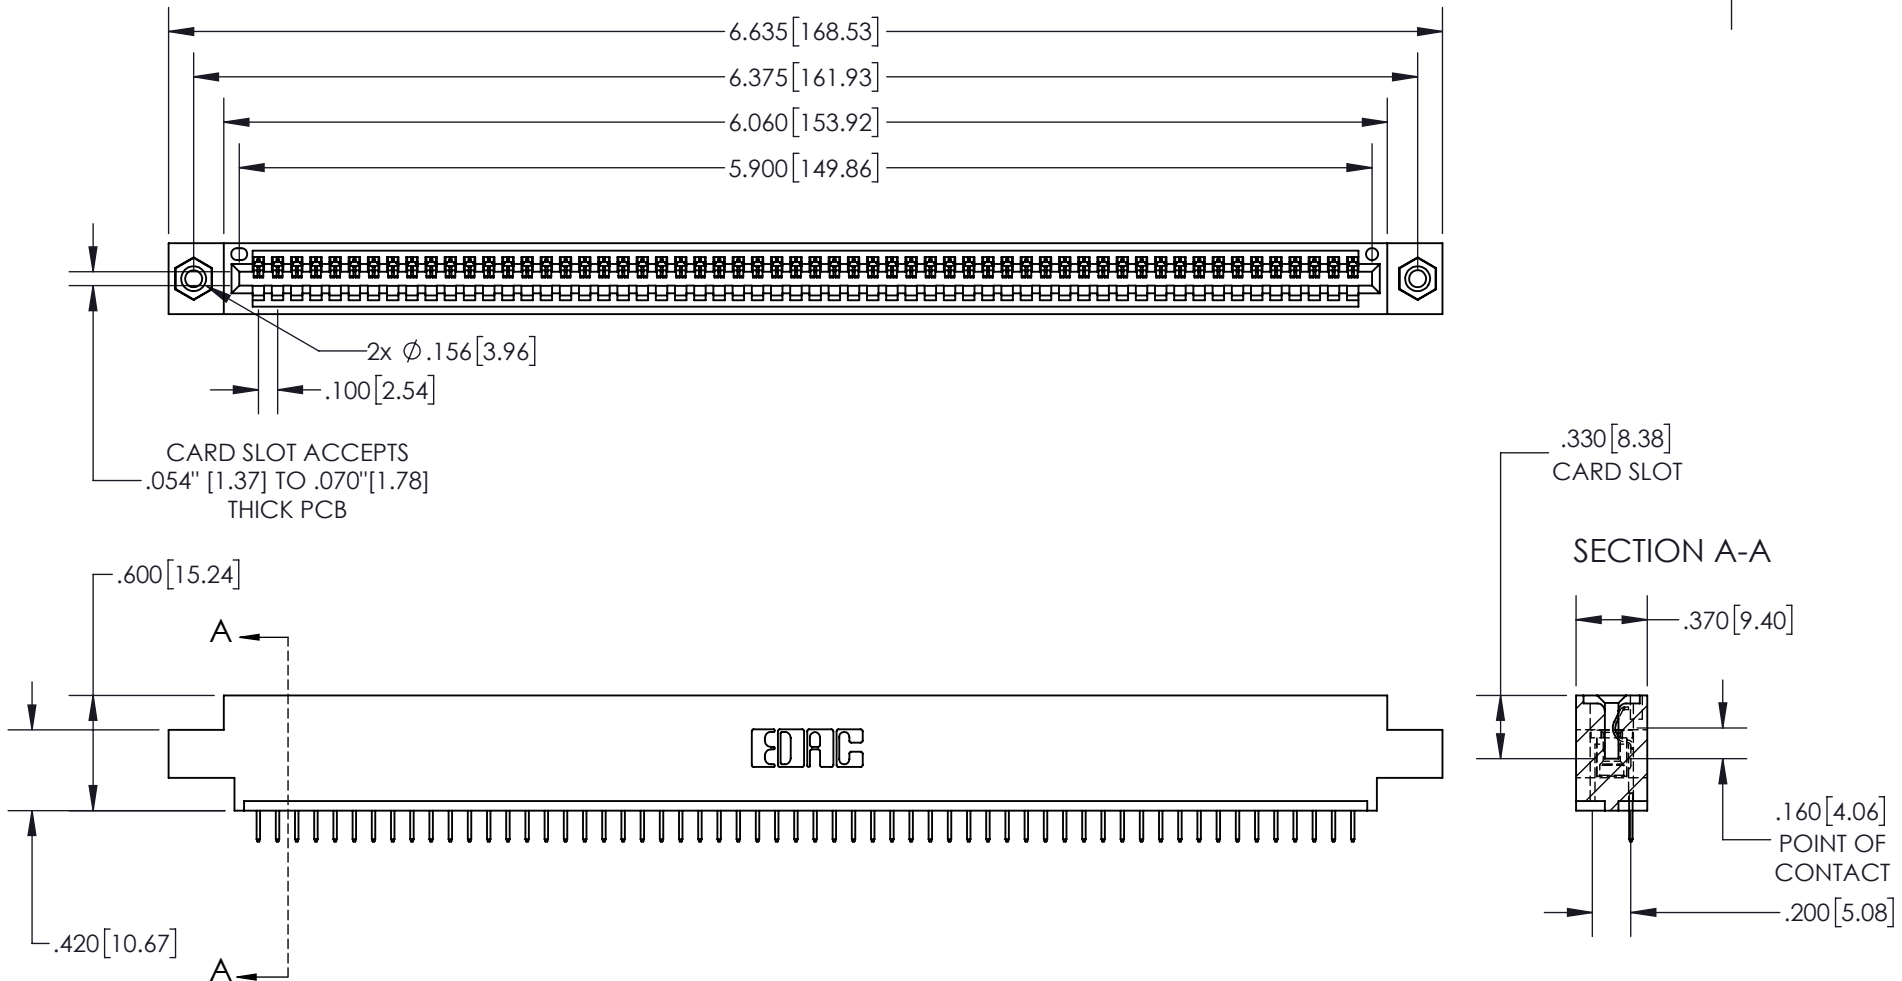 6.635[168.53]
6.375[161.93]
6.060[153.92]
5.900[149.86]
2x Ø.156[3.96]
.100[2.54]
CARD SLOT ACCEPTS
.054" [1.37] TO .070"[1.78]
THICK PCB
.330[8.38]
CARD SLOT
SECTION A-A
.600[15.24]
.370[9.40]
A
EDAC
.160[4.06]
POINT OF
CONTACT
.200[5.08]
.420[10.67]
A